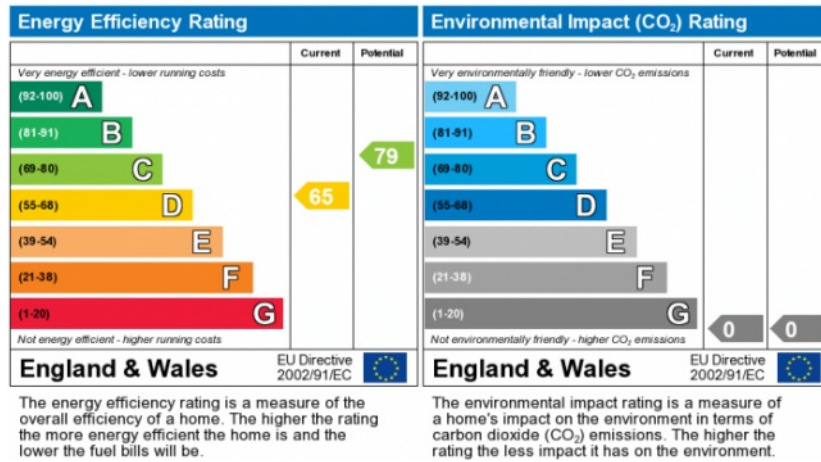 Energy Efficiency Rating
Current Potential
Very energy efficient - lower running costs
(92-100) A
(81-91) B
(69-80) C
79
(55-68) D
65
(39-54) E
(21-38) F
(1-20) G
Not energy efficient - higher running costs
England & Wales
EU Directive
2002/91/EC
The energy efficiency rating is a measure of the
overall efficiency of a home. The higher the rating
the more energy efficient the home is and the
lower the fuel bills will be.
Environmental Impact (CO₂) Rating
Current Potential
Very environmentally friendly - lower CO₂ emissions
(92-100) A
(81-91) B
(69-80) C
(55-68) D
(39-54) E
(21-38) F
(1-20) G
0 0
Not environmentally friendly - higher CO₂ emissions
England & Wales
EU Directive
2002/91/EC
The environmental impact rating is a measure of
a home's impact on the environment in terms of
carbon dioxide (CO₂) emissions. The higher the
rating the less impact it has on the environment.